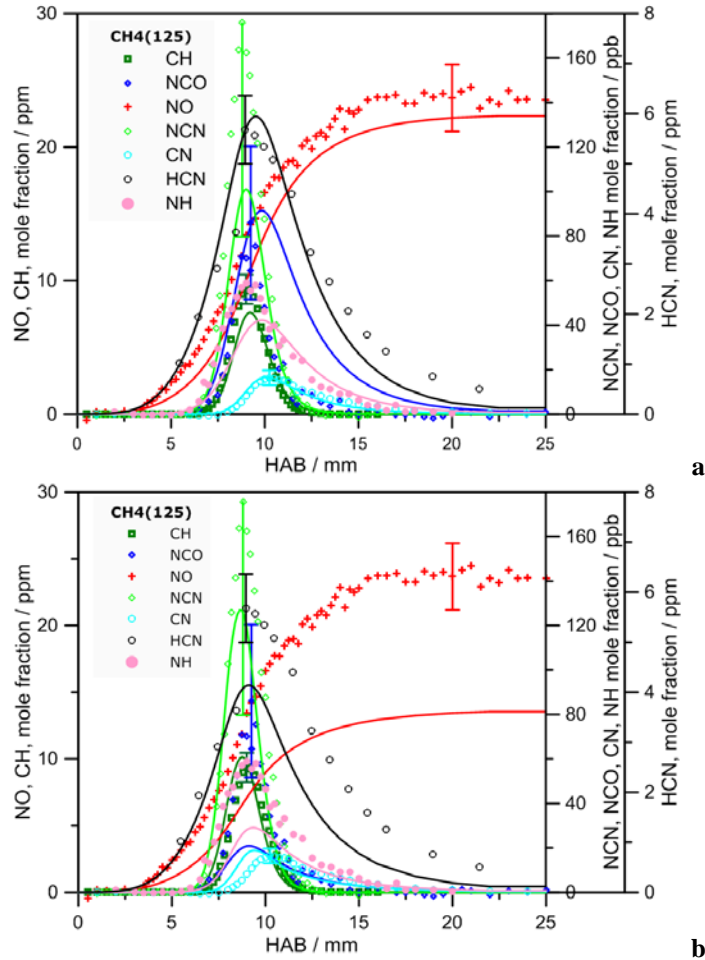 30
20
10
0
NO, CH, mole fraction / ppm
CH4(125)
CH
NCO
NO
NCN
CN
HCN
NH
160
120
80
40
0
NCN, NCO, CN, NH mole fraction / ppb
8
6
4
2
0
HCN, mole fraction / ppm
0 5 10 15 20 25
HAB / mm
a
30
20
10
0
NO, CH, mole fraction / ppm
CH4(125)
CH
NCO
NO
NCN
CN
HCN
NH
160
120
80
40
0
NCN, NCO, CN, NH mole fraction / ppb
8
6
4
2
0
HCN, mole fraction / ppm
0 5 10 15 20 25
HAB / mm
b